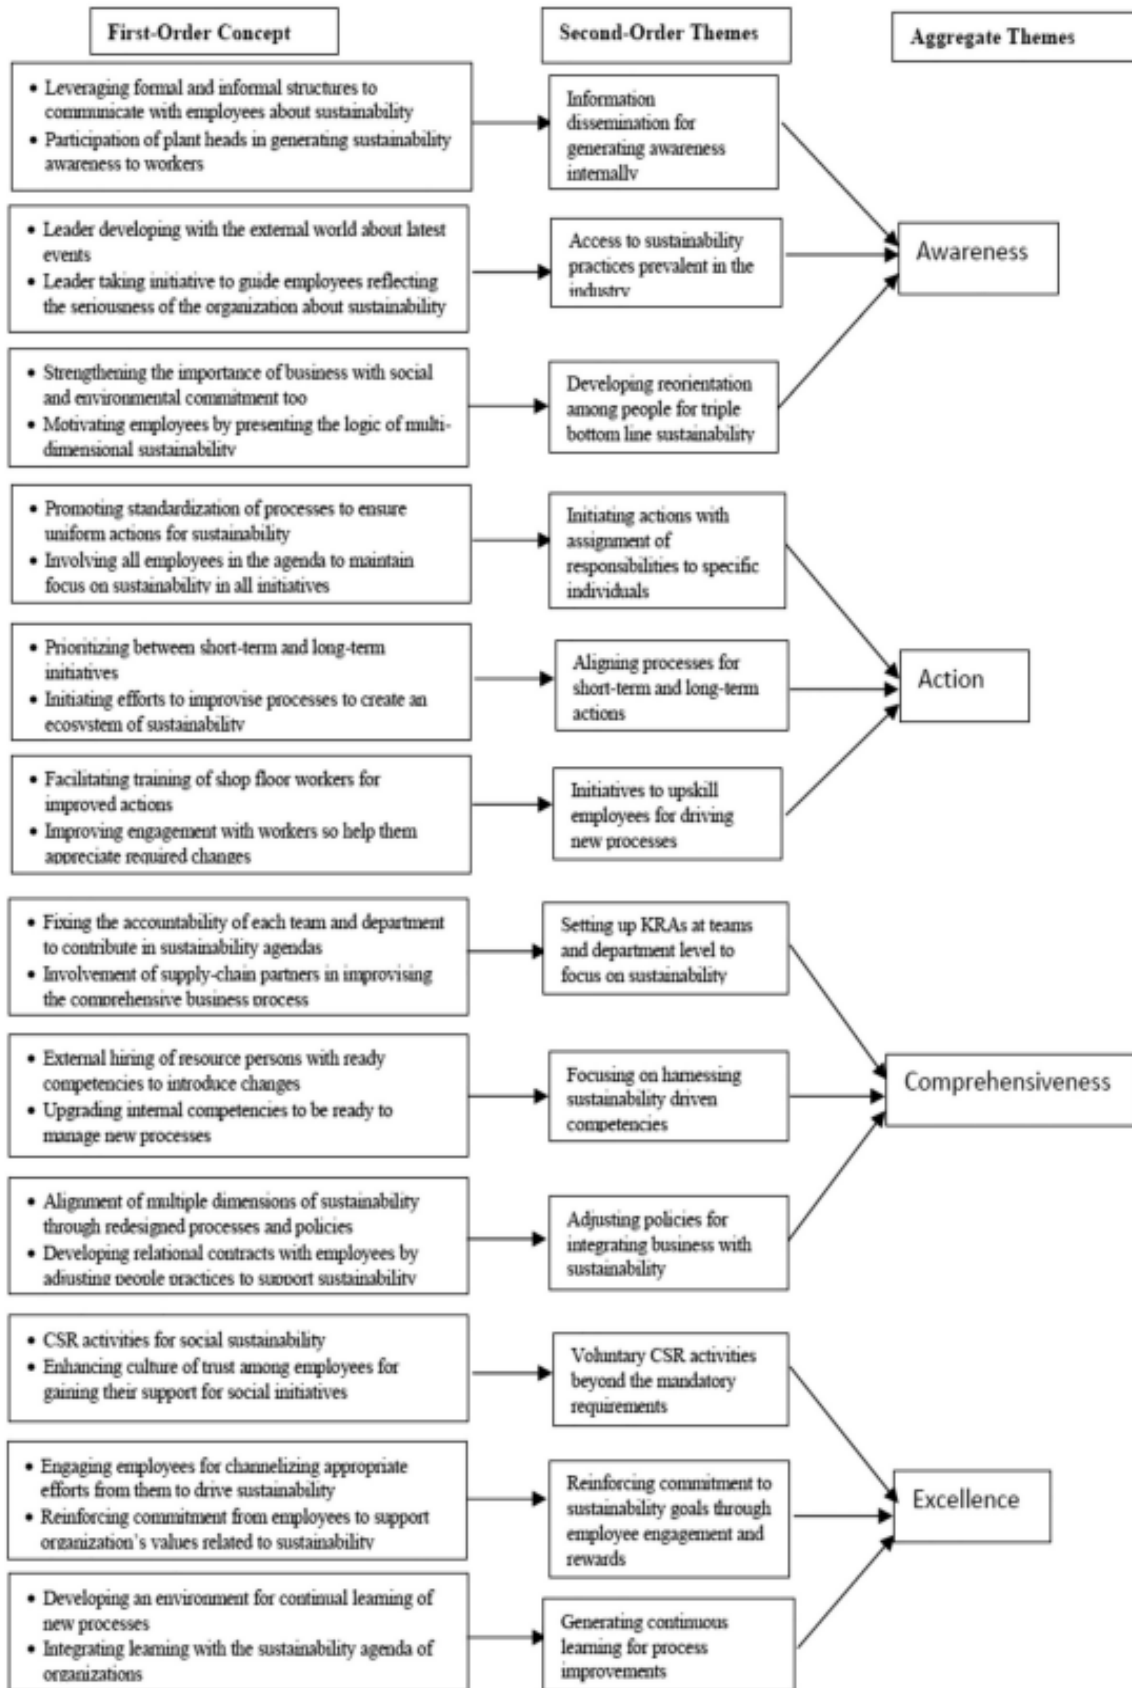 First-Order Concept
Second-Order Themes
Aggregate Themes
• Leveraging formal and informal structures to
communicate with employees about sustainability
• Participation of plant heads in generating sustainability
awareness to workers
Information
dissemination for
generating awareness
internally
• Leader developing with the external world about latest
events
• Leader taking initiative to guide employees reflecting
the seriousness of the organization about sustainability
Access to sustainability
practices prevalent in the
industry
Awareness
• Strengthening the importance of business with social
and environmental commitment too
• Motivating employees by presenting the logic of multi-
dimensional sustainability
Developing reorientation
among people for triple
bottom line sustainability
• Promoting standardization of processes to ensure
uniform actions for sustainability
• Involving all employees in the agenda to maintain
focus on sustainability in all initiatives
Initiating actions with
assignment of
responsibilities to specific
individuals
• Prioritizing between short-term and long-term
initiatives
• Initiating efforts to improvise processes to create an
ecosystem of sustainability
Aligning processes for
short-term and long-term
actions
Action
• Facilitating training of shop floor workers for
improved actions
• Improving engagement with workers so help them
appreciate required changes
Initiatives to upskill
employees for driving
new processes
• Fixing the accountability of each team and department
to contribute in sustainability agendas
• Involvement of supply-chain partners in improvising
the comprehensive business process
Setting up KRAs at teams
and department level to
focus on sustainability
• External hiring of resource persons with ready
competencies to introduce changes
• Upgrading internal competencies to be ready to
manage new processes
Focusing on harnessing
sustainability driven
competencies
Comprehensiveness
• Alignment of multiple dimensions of sustainability
through redesigned processes and policies
• Developing relational contracts with employees by
adjusting people practices to support sustainability
Adjusting policies for
integrating business with
sustainability
• CSR activities for social sustainability
• Enhancing culture of trust among employees for
gaining their support for social initiatives
Voluntary CSR activities
beyond the mandatory
requirements
• Engaging employees for channelizing appropriate
efforts from them to drive sustainability
• Reinforcing commitment from employees to support
organization's values related to sustainability
Reinforcing commitment to
sustainability goals through
employee engagement and
rewards
Excellence
• Developing an environment for continual learning of
new processes
• Integrating learning with the sustainability agenda of
organizations
Generating continuous
learning for process
improvements